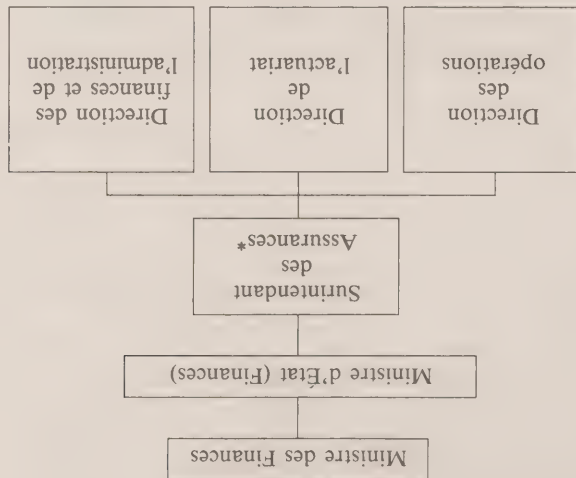 Ministre des Finances
Ministre d'État (Finances)
Surintendant
des
Assurances*
Direction
des
opérations
Direction
de
l'actuariat
Direction des
finances et de
l'administration